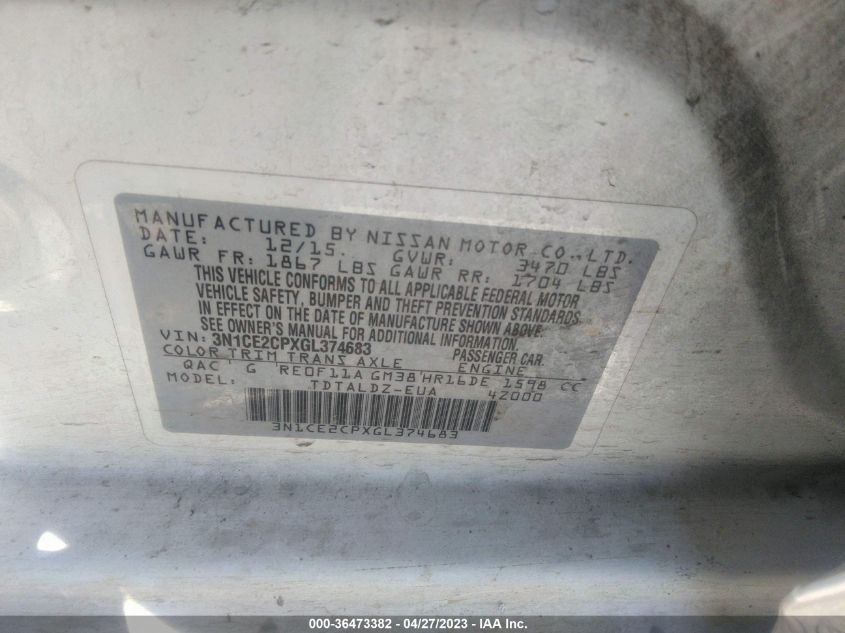 MANUFACTURED BY NISSAN MOTOR CO., LTD.
DATE: 12/15. GVWR: 3470 LBS
GAWR FR: 1867 LBS GAWR RR: 1704 LBS
THIS VEHICLE CONFORMS TO ALL APPLICABLE FEDERAL MOTOR
VEHICLE SAFETY, BUMPER AND THEFT PREVENTION STANDARDS
IN EFFECT ON THE DATE OF MANUFACTURE SHOWN ABOVE.
SEE OWNER'S MANUAL FOR ADDITIONAL INFORMATION.
VIN: 3N1CE2CPXGL374683 PASSENGER CAR.
COLOR TRIM TRANS AXLE ENGINE
QAC G RE0F11A GM38 HR16DE 1598 CC
MODEL: TDTALDZ-EUA 42000
3N1CE2CPXGL374683
000-36473382 - 04/27/2023 - IAA Inc.